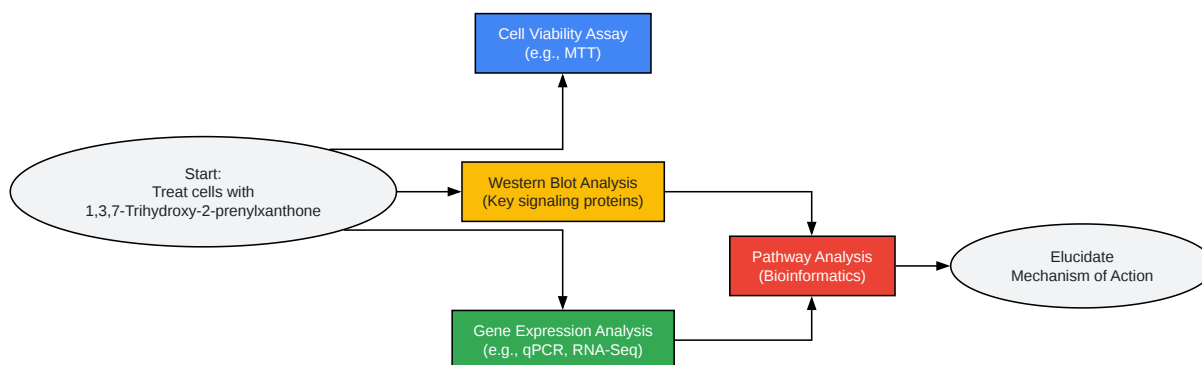 Cell Viability Assay
(e.g., MTT)
Start:
Treat cells with
1,3,7-Trihydroxy-2-prenylxanthone
Western Blot Analysis
(Key signaling proteins)
Pathway Analysis
(Bioinformatics)
Elucidate
Mechanism of Action
Gene Expression Analysis
(e.g., qPCR, RNA-Seq)